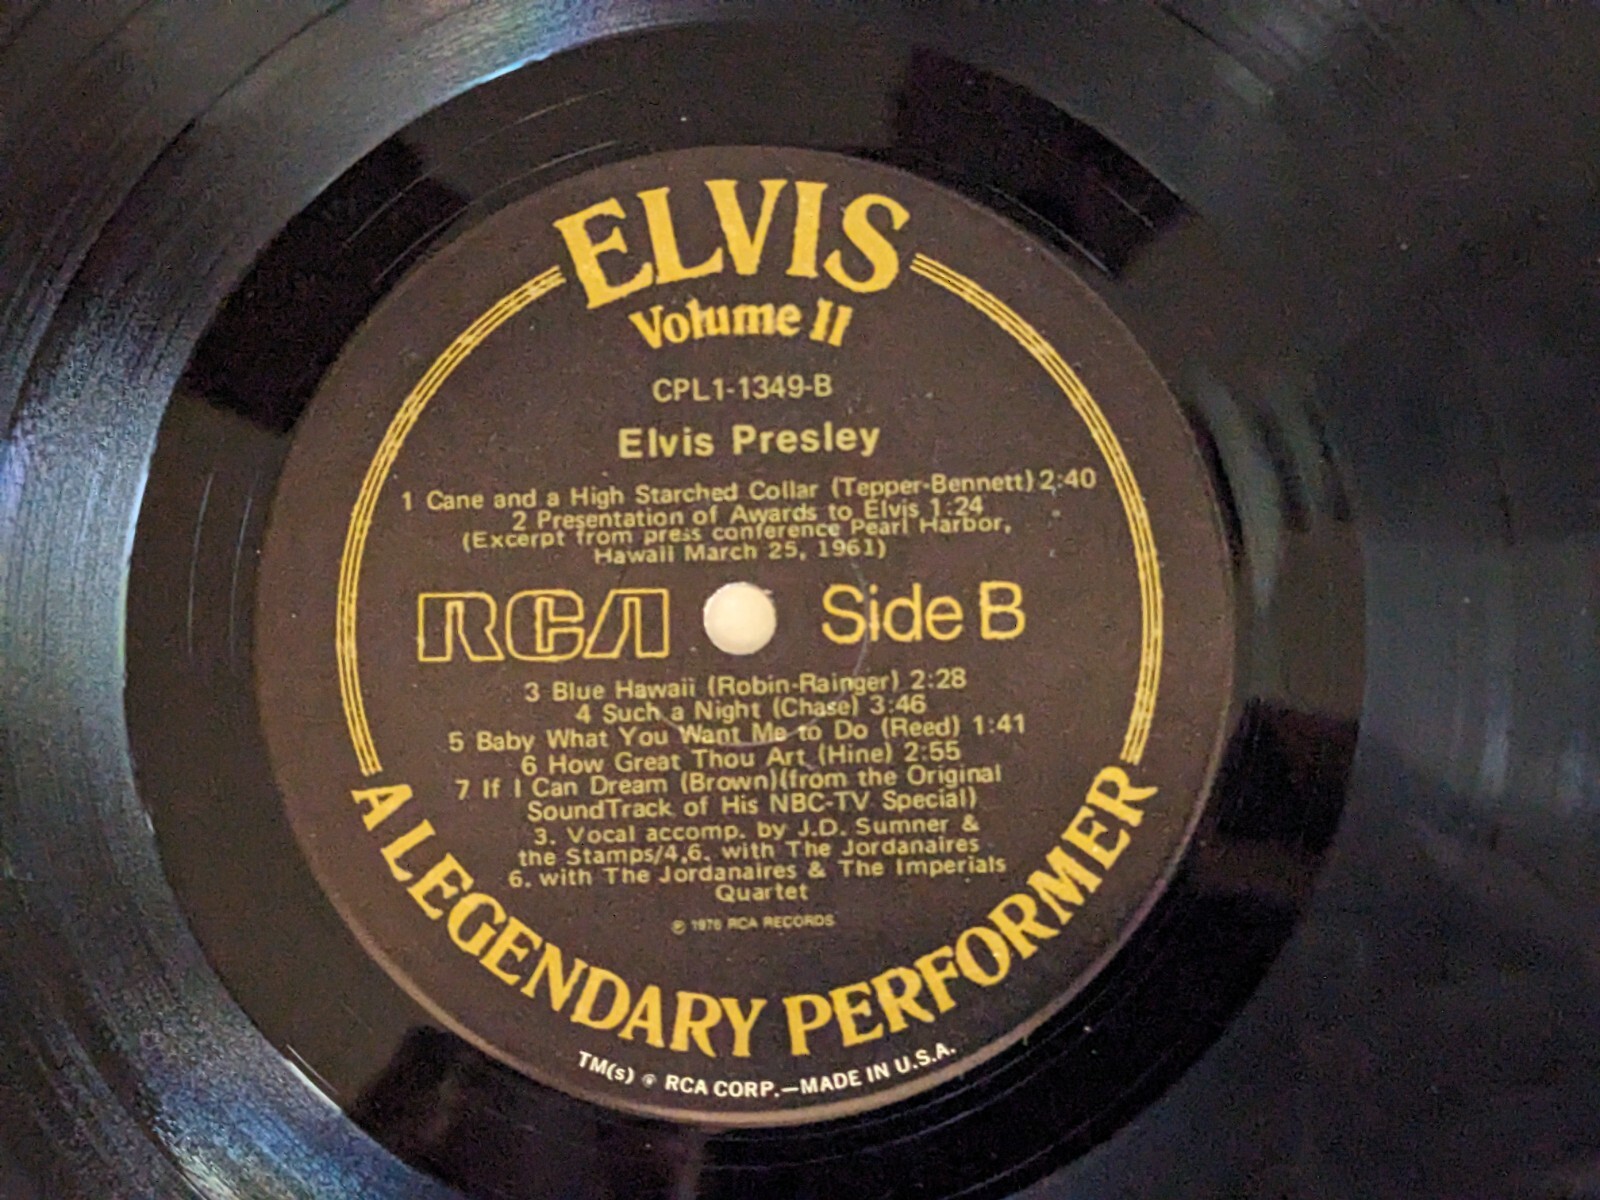 ELVIS
Volume II
CPL1-1349-B
Elvis Presley
1 Cane and a High Starched Collar (Tepper-Bennett) 2:40
2 Presentation of Awards to Elvis 1:24
(Excerpt from press conference Pearl Harbor,
Hawaii March 25, 1961)
RCA Side B
3 Blue Hawaii (Robin-Rainger) 2:28
4 Such a Night (Chase) 3:46
5 Baby What You Want Me to Do (Reed) 1:41
6 How Great Thou Art (Hine) 2:55
7 If I Can Dream (Brown)(from the Original
SoundTrack of His NBC-TV Special)
3. Vocal accomp. by J.D. Sumner &
the Stamps/4,6. with The Jordanaires
6. with The Jordanaires & The Imperials
Quartet
℗ 1976 RCA RECORDS
A LEGENDARY PERFORMER
TM(s) ® RCA CORP.—MADE IN U.S.A.